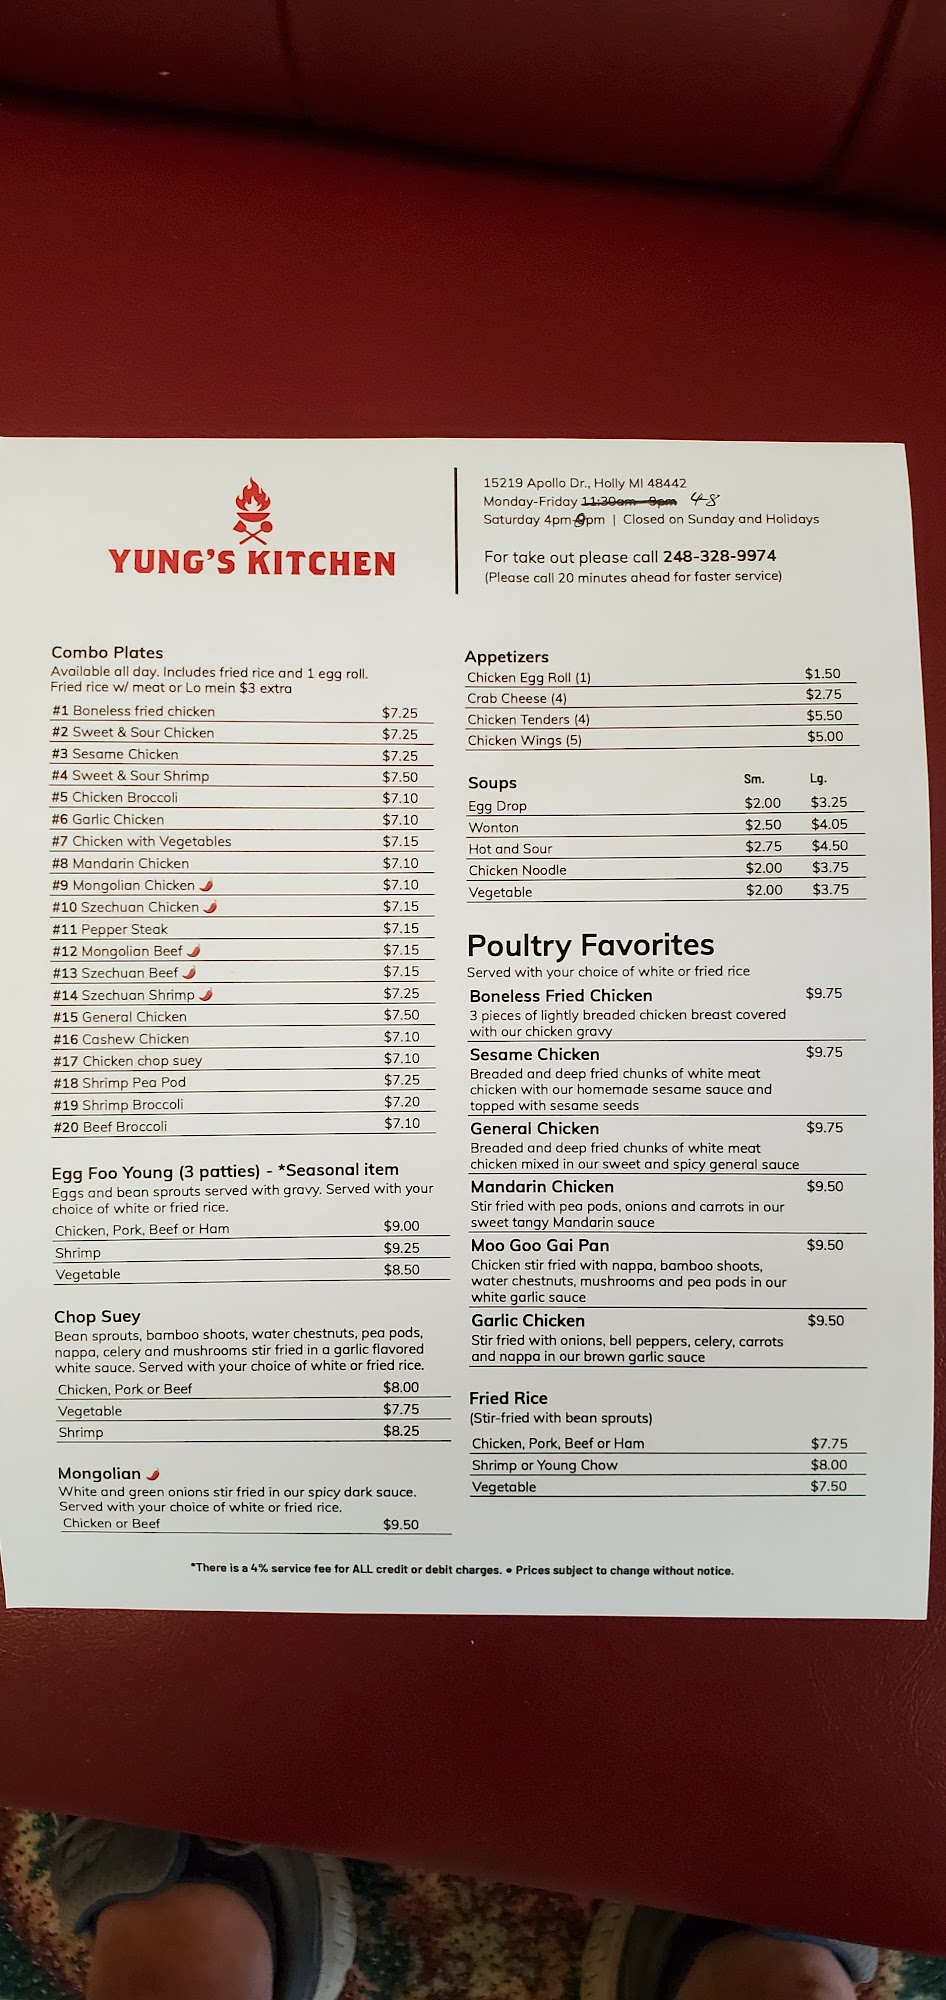 YUNG'S KITCHEN
15219 Apollo Dr., Holly MI 48442
Monday-Friday 11:30am - 9pm 4-8
Saturday 4pm-8pm | Closed on Sunday and Holidays
For take out please call 248-328-9974
(Please call 20 minutes ahead for faster service)
Combo Plates
Available all day. Includes fried rice and 1 egg roll.
Fried rice w/ meat or Lo mein $3 extra
#1 Boneless fried chicken $7.25
#2 Sweet & Sour Chicken $7.25
#3 Sesame Chicken $7.25
#4 Sweet & Sour Shrimp $7.50
#5 Chicken Broccoli $7.10
#6 Garlic Chicken $7.10
#7 Chicken with Vegetables $7.15
#8 Mandarin Chicken $7.10
#9 Mongolian Chicken $7.10
#10 Szechuan Chicken $7.15
#11 Pepper Steak $7.15
#12 Mongolian Beef $7.15
#13 Szechuan Beef $7.15
#14 Szechuan Shrimp $7.25
#15 General Chicken $7.50
#16 Cashew Chicken $7.10
#17 Chicken chop suey $7.10
#18 Shrimp Pea Pod $7.25
#19 Shrimp Broccoli $7.20
#20 Beef Broccoli $7.10
Egg Foo Young (3 patties) - *Seasonal item
Eggs and bean sprouts served with gravy. Served with your
choice of white or fried rice.
Chicken, Pork, Beef or Ham $9.00
Shrimp $9.25
Vegetable $8.50
Chop Suey
Bean sprouts, bamboo shoots, water chestnuts, pea pods,
nappa, celery and mushrooms stir fried in a garlic flavored
white sauce. Served with your choice of white or fried rice.
Chicken, Pork or Beef $8.00
Vegetable $7.75
Shrimp $8.25
Mongolian
White and green onions stir fried in our spicy dark sauce.
Served with your choice of white or fried rice.
Chicken or Beef $9.50
Appetizers
Chicken Egg Roll (1) $1.50
Crab Cheese (4) $2.75
Chicken Tenders (4) $5.50
Chicken Wings (5) $5.00
Soups Sm. Lg.
Egg Drop $2.00 $3.25
Wonton $2.50 $4.05
Hot and Sour $2.75 $4.50
Chicken Noodle $2.00 $3.75
Vegetable $2.00 $3.75
Poultry Favorites
Served with your choice of white or fried rice
Boneless Fried Chicken $9.75
3 pieces of lightly breaded chicken breast covered
with our chicken gravy
Sesame Chicken $9.75
Breaded and deep fried chunks of white meat
chicken with our homemade sesame sauce and
topped with sesame seeds
General Chicken $9.75
Breaded and deep fried chunks of white meat
chicken mixed in our sweet and spicy general sauce
Mandarin Chicken $9.50
Stir fried with pea pods, onions and carrots in our
sweet tangy Mandarin sauce
Moo Goo Gai Pan $9.50
Chicken stir fried with nappa, bamboo shoots,
water chestnuts, mushrooms and pea pods in our
white garlic sauce
Garlic Chicken $9.50
Stir fried with onions, bell peppers, celery, carrots
and nappa in our brown garlic sauce
Fried Rice
(Stir-fried with bean sprouts)
Chicken, Pork, Beef or Ham $7.75
Shrimp or Young Chow $8.00
Vegetable $7.50
*There is a 4% service fee for ALL credit or debit charges. • Prices subject to change without notice.